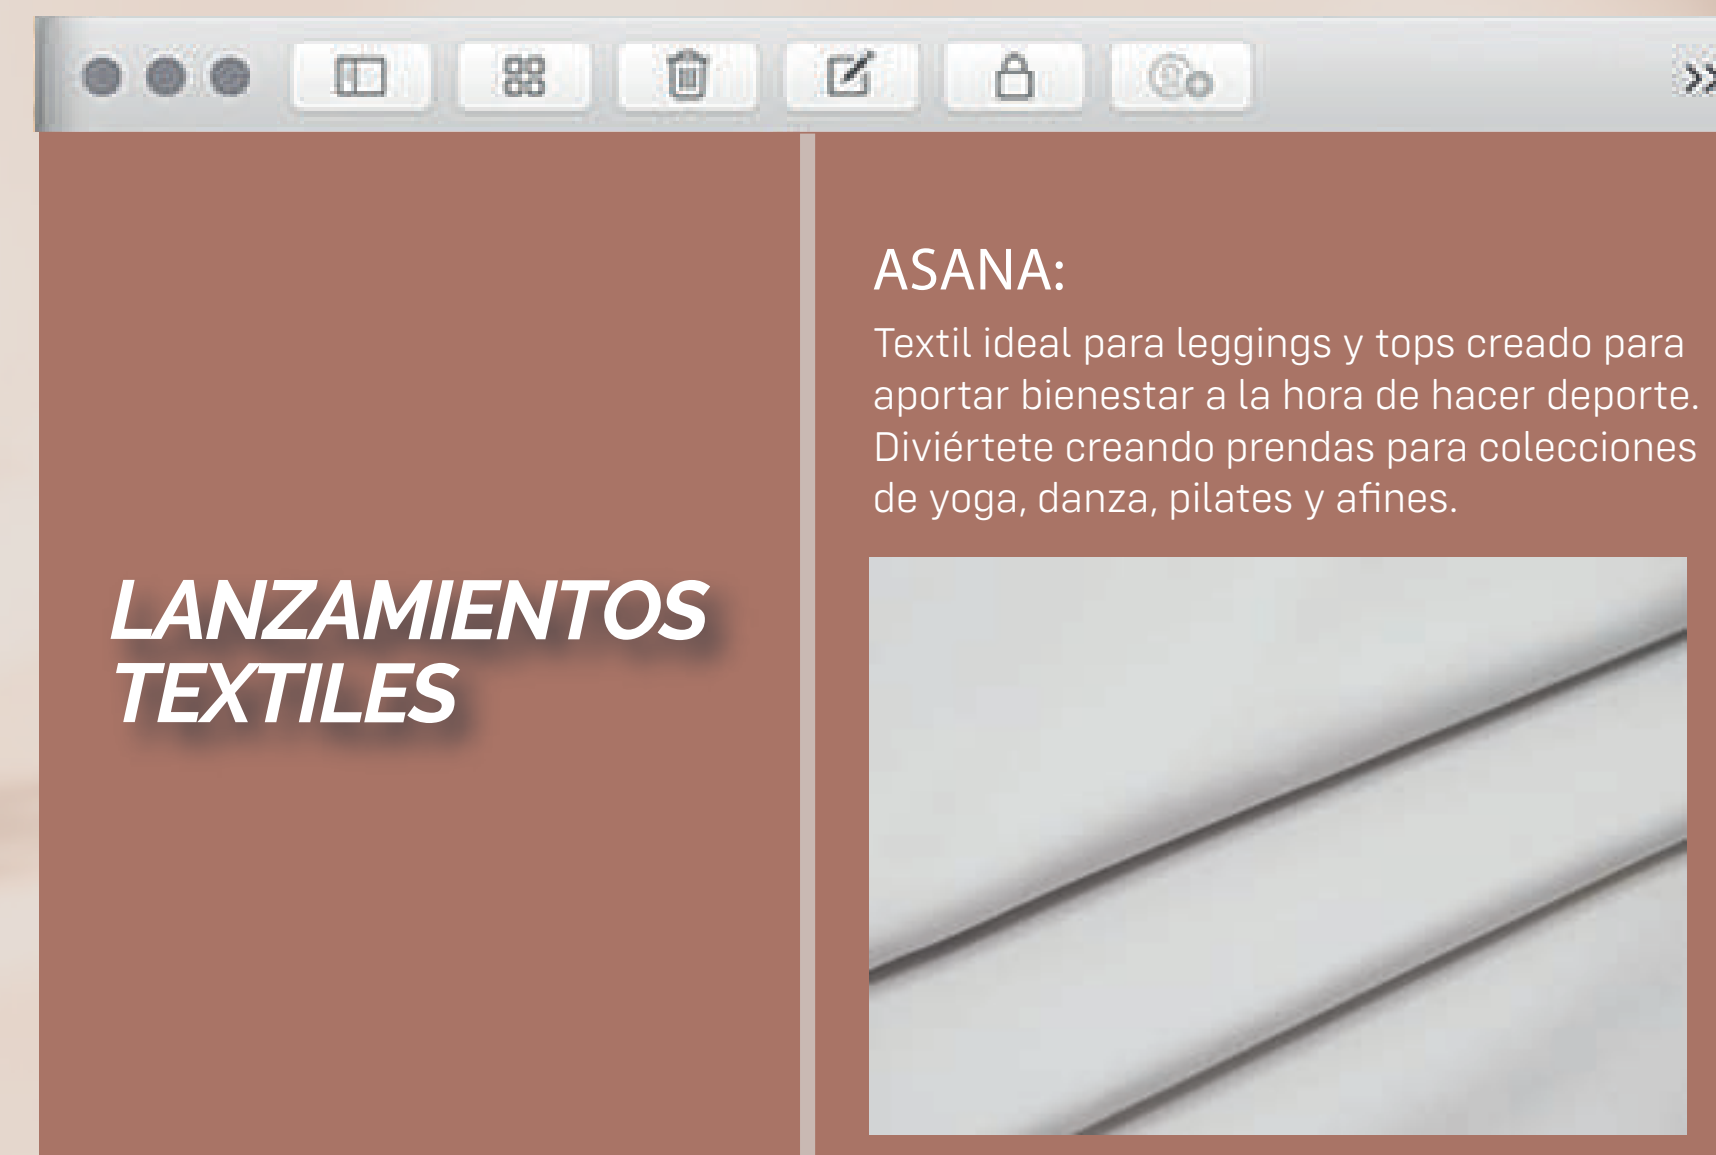 LANZAMIENTOS
TEXTILES
ASANA:
Textil ideal para leggings y tops creado para
aportar bienestar a la hora de hacer deporte.
Diviértete creando prendas para colecciones
de yoga, danza, pilates y afines.